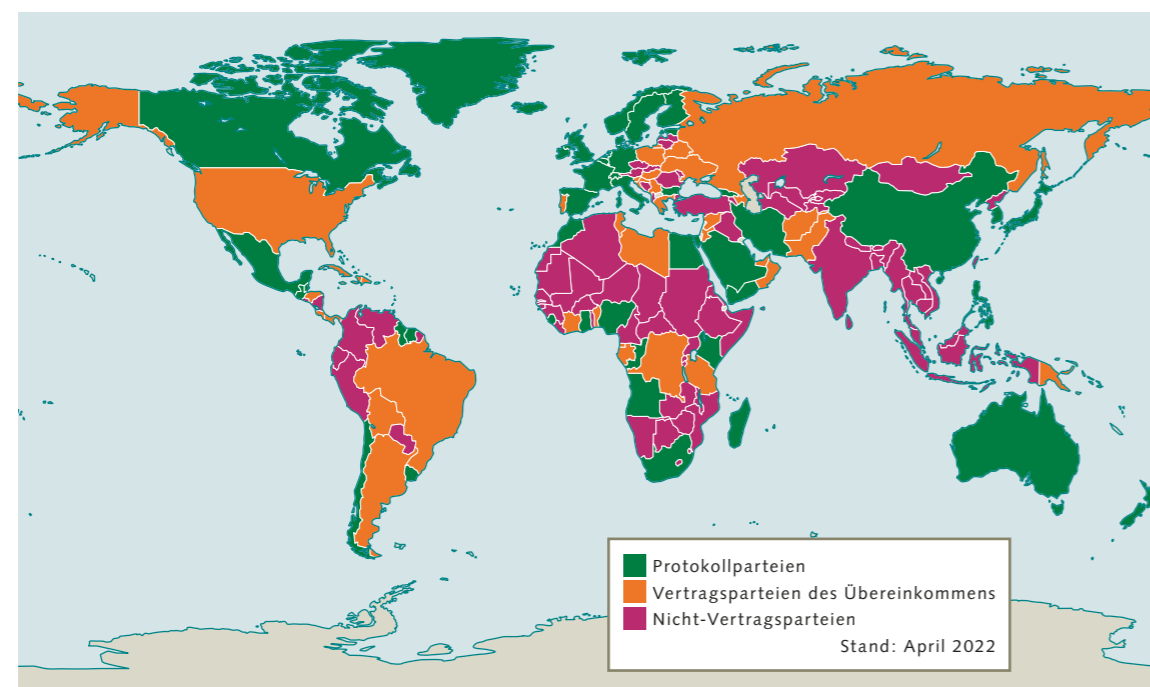 Protokollparteien
Vertragsparteien des Übereinkommens
Nicht-Vertragsparteien
Stand: April 2022